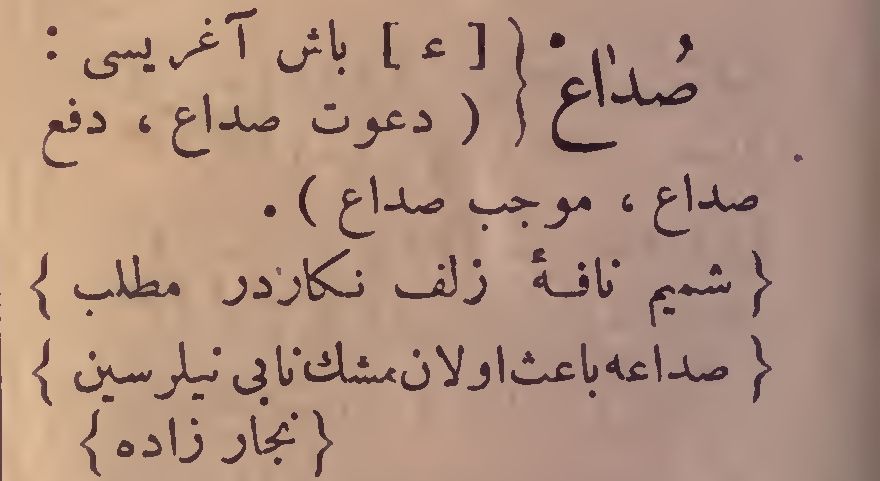 صُداع } [ ع ] باش آغریسی :
( دعوت صداع ، دفع
صداع ، موجب صداع ) .
{ شمیم نافهٔ زلف نكاردر مطلب }
{ صداعه باعث اولان مشك نابی نیلرسین }
{ نجار زاده }